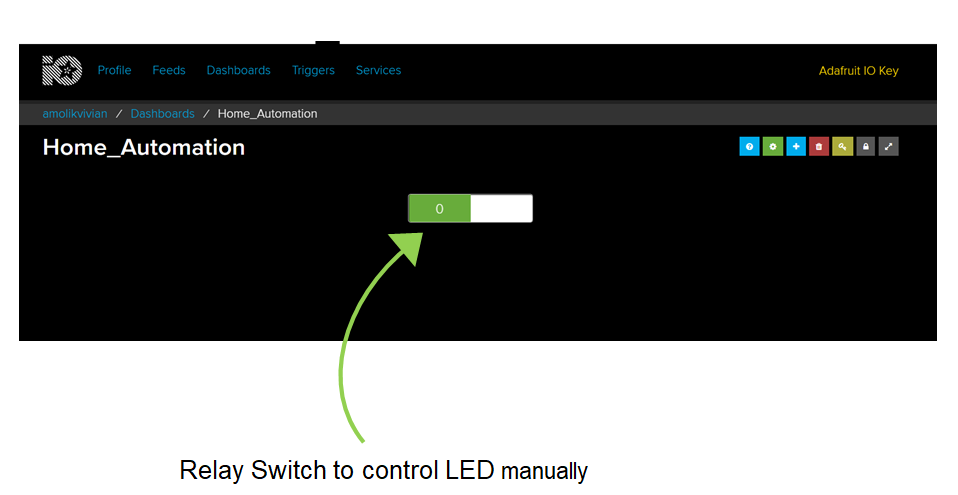 Profile Feeds Dashboards Triggers Services Adafruit IO Key
amolikvivian / Dashboards / Home_Automation
Home_Automation
0
Relay Switch to control LED manually